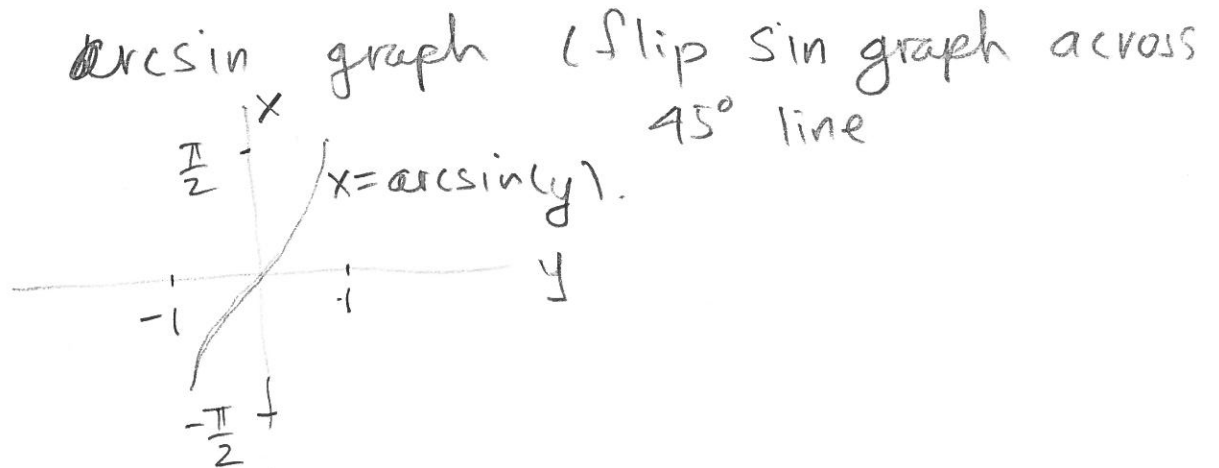 arcsin graph (flip sin graph across
45° line
x
π/2
x=arcsin(y).
y
-1
1
-π/2